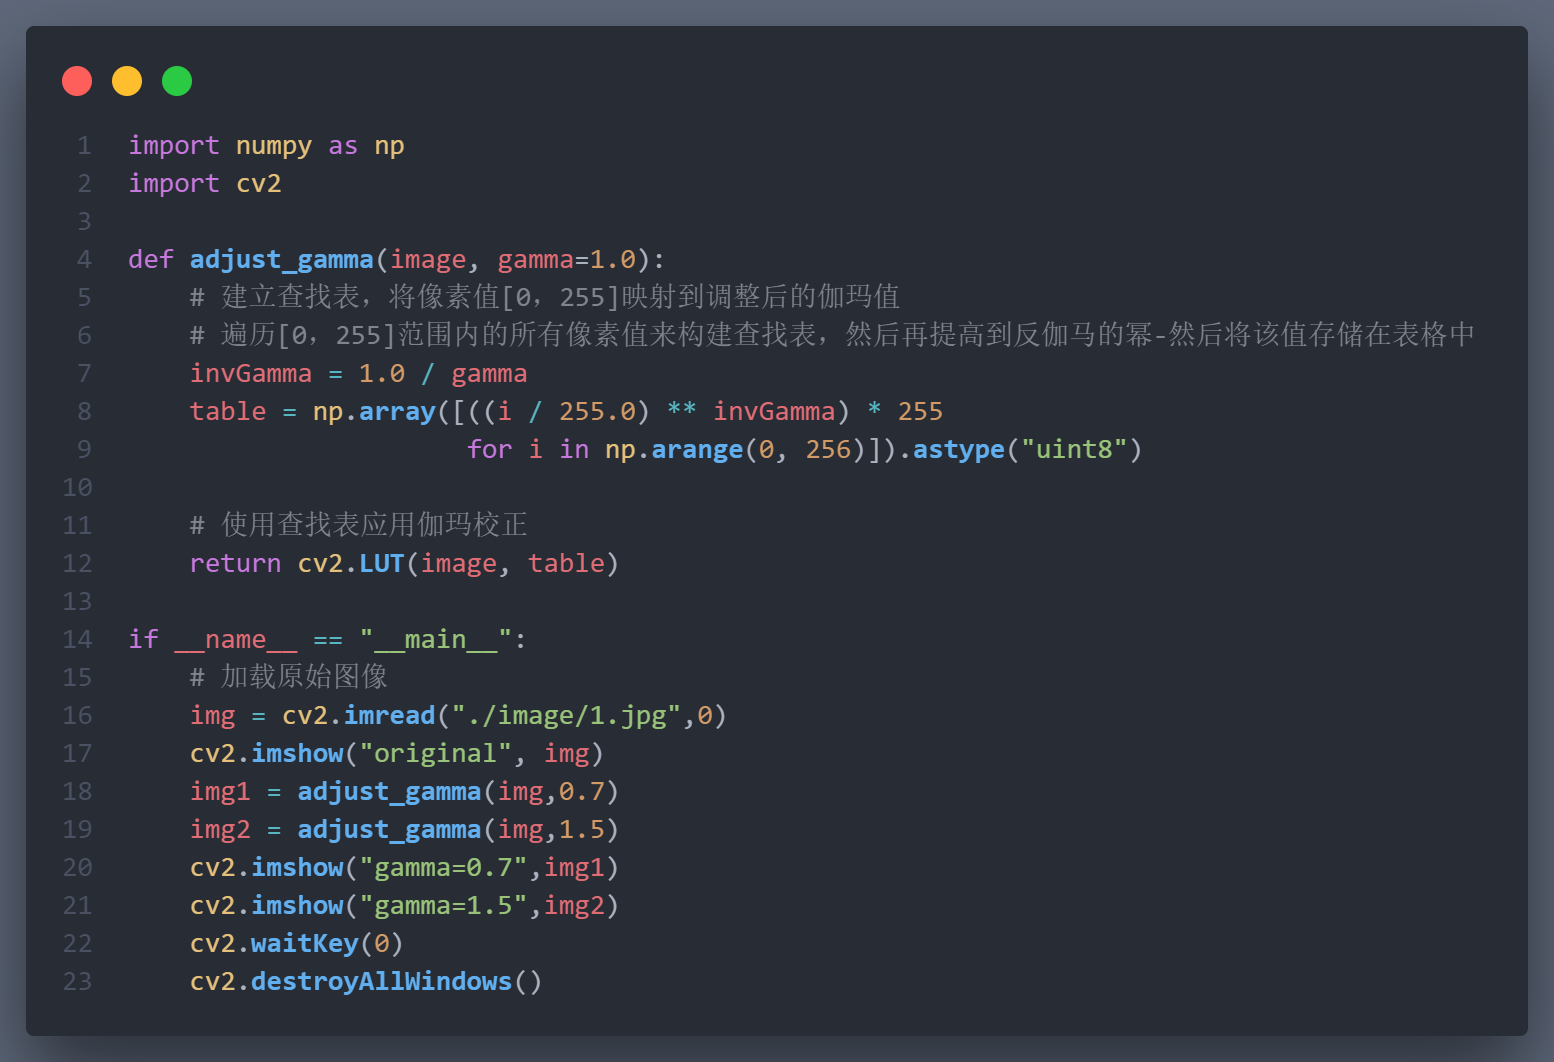 1 import numpy as np
2 import cv2
3
4 def adjust_gamma(image, gamma=1.0):
5     # 建立查找表，将像素值[0，255]映射到调整后的伽玛值
6     # 遍历[0，255]范围内的所有像素值来构建查找表，然后再提高到反伽马的幂-然后将该值存储在表格中
7     invGamma = 1.0 / gamma
8     table = np.array([((i / 255.0) ** invGamma) * 255
9                       for i in np.arange(0, 256)]).astype("uint8")
10
11     # 使用查找表应用伽玛校正
12     return cv2.LUT(image, table)
13
14 if __name__ == "__main__":
15     # 加载原始图像
16     img = cv2.imread("./image/1.jpg",0)
17     cv2.imshow("original", img)
18     img1 = adjust_gamma(img,0.7)
19     img2 = adjust_gamma(img,1.5)
20     cv2.imshow("gamma=0.7",img1)
21     cv2.imshow("gamma=1.5",img2)
22     cv2.waitKey(0)
23     cv2.destroyAllWindows()